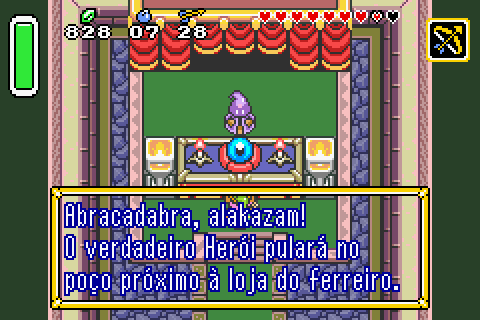 828 07 28
Abracadabra, alakazam!
O verdadeiro Herói pulará no
poço próximo à loja do ferreiro.